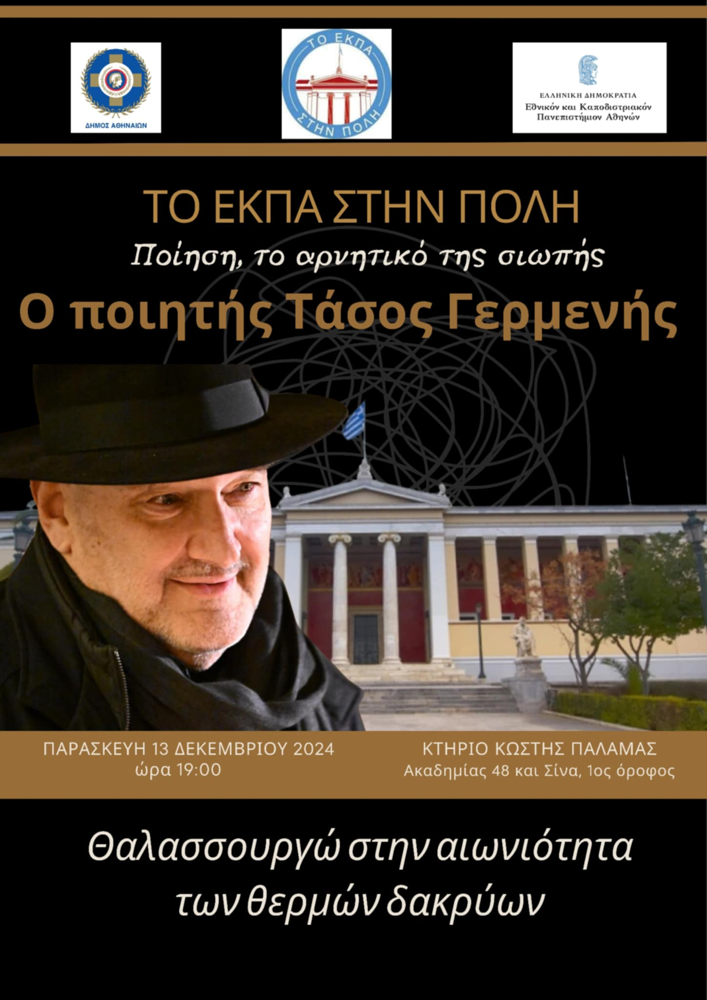 ΔΗΜΟΣ ΑΘΗΝΑΙΩΝ
ΤΟ ΕΚΠΑ
ΣΤΗΝ ΠΟΛΗ
ΕΛΛΗΝΙΚΗ ΔΗΜΟΚΡΑΤΙΑ
Εθνικόν και Καποδιστριακόν
Πανεπιστήμιον Αθηνών
ΤΟ ΕΚΠΑ ΣΤΗΝ ΠΟΛΗ
Ποίηση, το αρνητικό της σιωπής
Ο ποιητής Τάσος Γερμενής
ΠΑΡΑΣΚΕΥΗ 13 ΔΕΚΕΜΒΡΙΟΥ 2024
ώρα 19:00
ΚΤΗΡΙΟ ΚΩΣΤΗΣ ΠΑΛΑΜΑΣ
Ακαδημίας 48 και Σίνα, 1ος όροφος
Θαλασσουργώ στην αιωνιότητα
των θερμών δακρύων